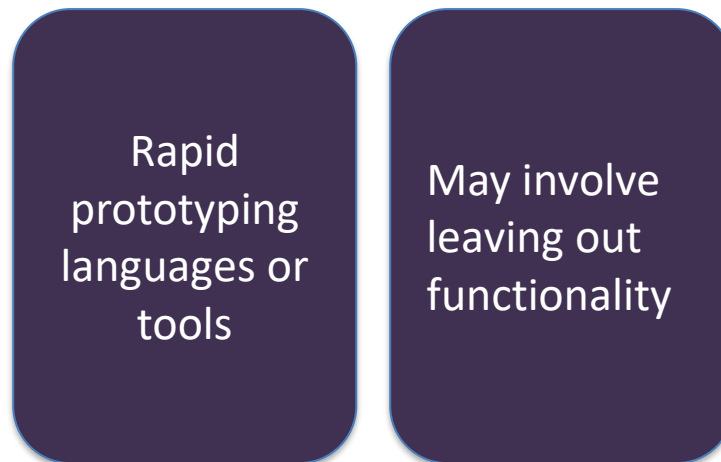 Rapid
prototyping
languages or
tools
May involve
leaving out
functionality